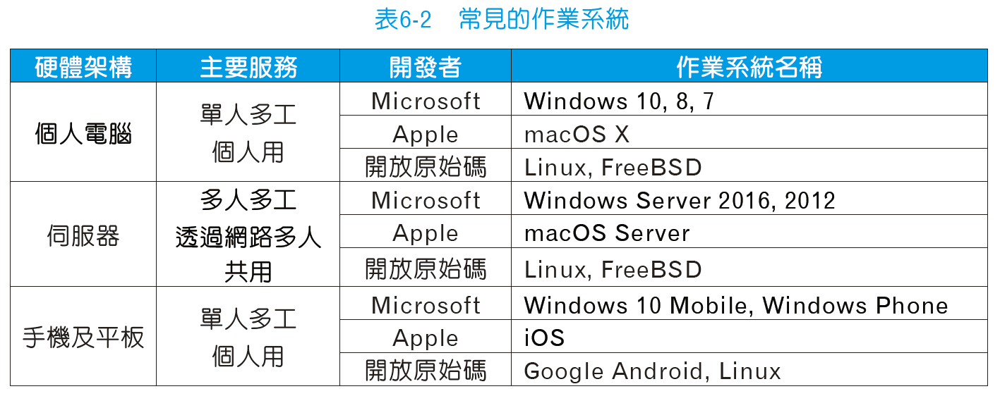 表6-2 常見的作業系統
硬體架構 主要服務 開發者 作業系統名稱
個人電腦
單人多工
個人用
Microsoft Windows 10, 8, 7
Apple macOS X
開放原始碼 Linux, FreeBSD
伺服器
多人多工
透過網路多人
共用
Microsoft Windows Server 2016, 2012
Apple macOS Server
開放原始碼 Linux, FreeBSD
手機及平板
單人多工
個人用
Microsoft Windows 10 Mobile, Windows Phone
Apple iOS
開放原始碼 Google Android, Linux